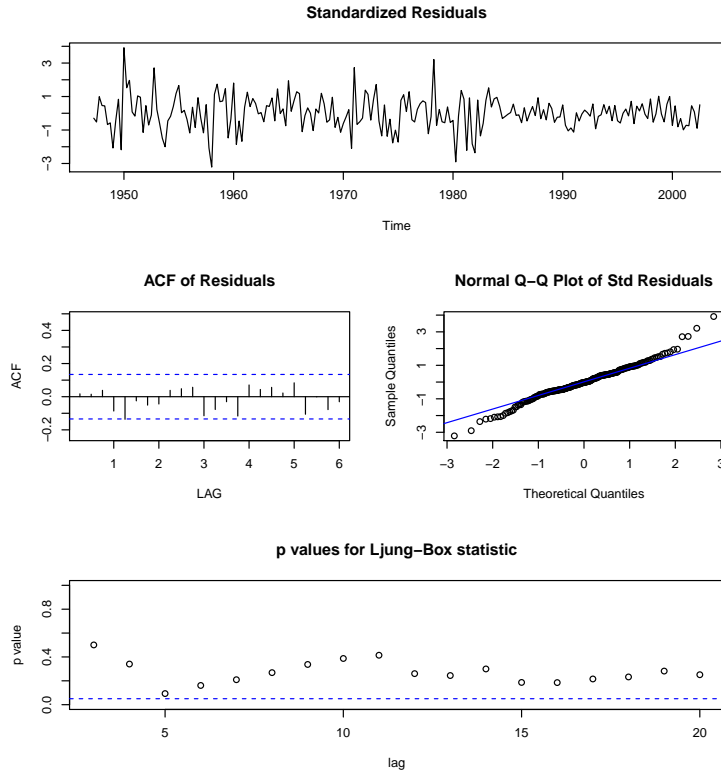 Standardized Residuals
3
1
−1
−3
1950 1960 1970 1980 1990 2000
Time
ACF of Residuals
ACF
0.4
0.2
0.0
−0.2
1 2 3 4 5 6
LAG
Normal Q−Q Plot of Std Residuals
Sample Quantiles
3
1
−1
−3
−3 −2 −1 0 1 2 3
Theoretical Quantiles
p values for Ljung−Box statistic
p value
0.8
0.4
0.0
5 10 15 20
lag